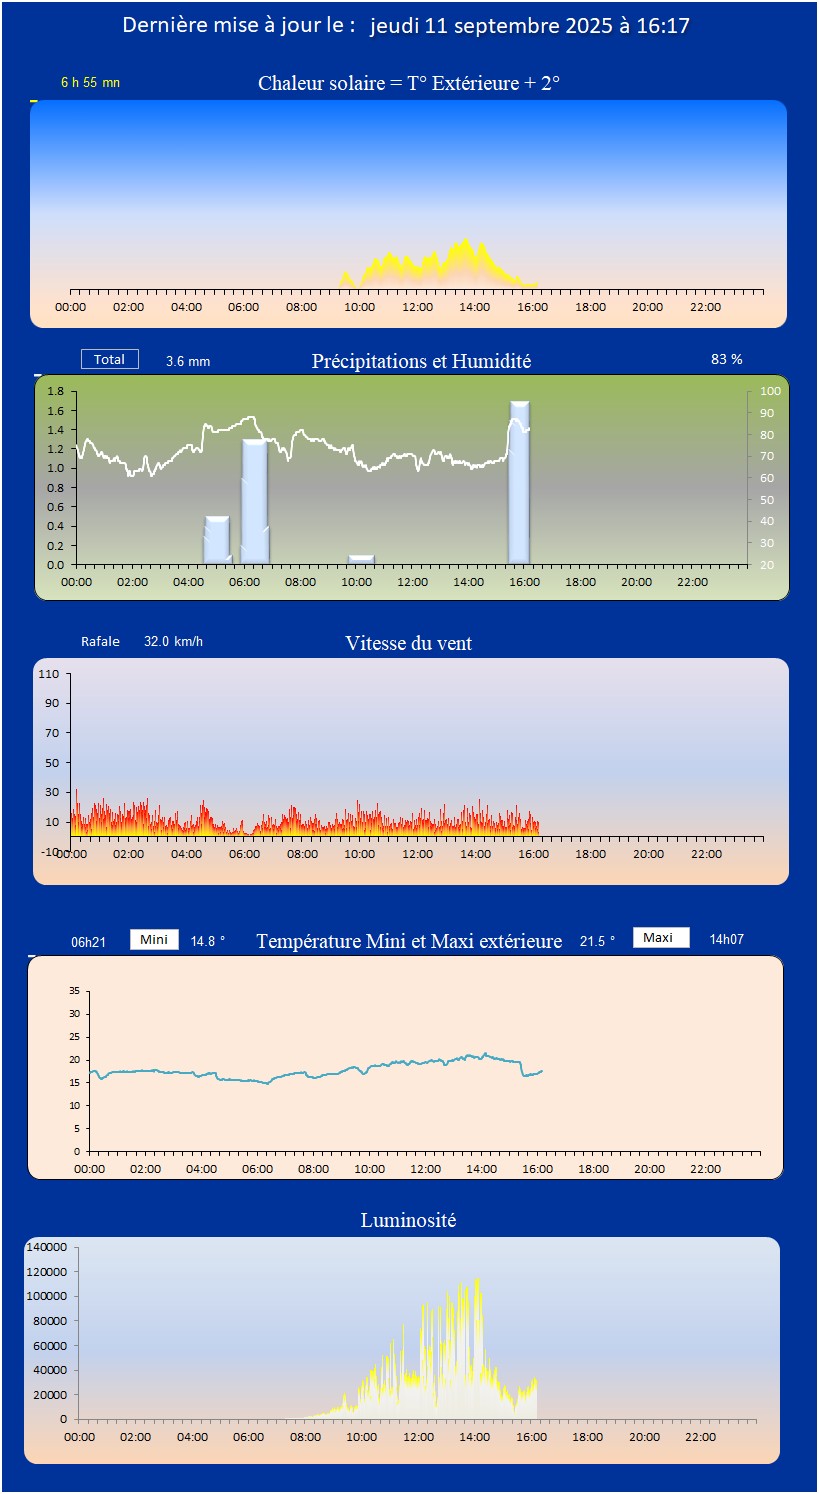 Dernière mise à jour le : jeudi 11 septembre 2025 à 16:17
6 h 55 mn
Chaleur solaire = T° Extérieure + 2°
00:00 02:00 04:00 06:00 08:00 10:00 12:00 14:00 16:00 18:00 20:00 22:00
Total 3.6 mm Précipitations et Humidité 83 %
1.8 100
1.6 90
1.4 80
1.2 70
1.0 60
0.8 50
0.6 40
0.4 30
0.2 20
0.0
00:00 02:00 04:00 06:00 08:00 10:00 12:00 14:00 16:00 18:00 20:00 22:00
Rafale 32.0 km/h Vitesse du vent
110
90
70
50
30
10
-10
00:00 02:00 04:00 06:00 08:00 10:00 12:00 14:00 16:00 18:00 20:00 22:00
06h21 Mini 14.8 ° Température Mini et Maxi extérieure 21.5 ° Maxi 14h07
35
30
25
20
15
10
5
0
00:00 02:00 04:00 06:00 08:00 10:00 12:00 14:00 16:00 18:00 20:00 22:00
Luminosité
140000
120000
100000
80000
60000
40000
20000
0
00:00 02:00 04:00 06:00 08:00 10:00 12:00 14:00 16:00 18:00 20:00 22:00